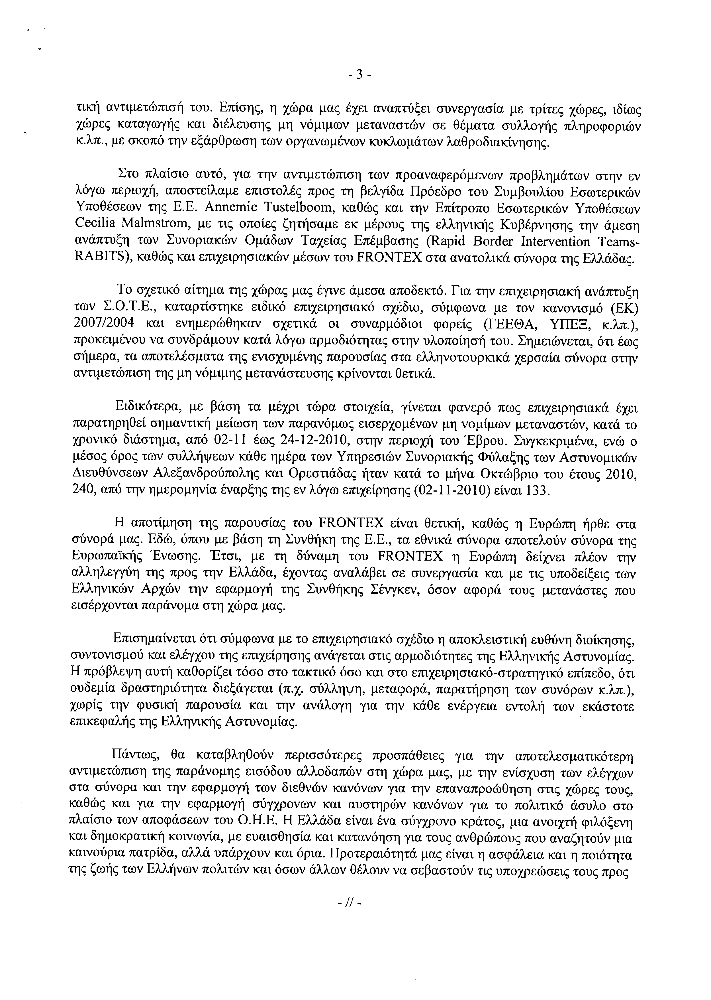 - 3 -
τική αντιμετώπισή του. Επίσης, η χώρα μας έχει αναπτύξει συνεργασία με τρίτες χώρες, ιδίως
χώρες καταγωγής και διέλευσης μη νόμιμων μεταναστών σε θέματα συλλογής πληροφοριών
κ.λπ., με σκοπό την εξάρθρωση των οργανωμένων κυκλωμάτων λαθροδιακίνησης.
Στο πλαίσιο αυτό, για την αντιμετώπιση των προαναφερόμενων προβλημάτων στην εν
λόγω περιοχή, αποστείλαμε επιστολές προς τη βελγίδα Πρόεδρο του Συμβουλίου Εσωτερικών
Υποθέσεων της Ε.Ε. Annemie Tustelboom, καθώς και την Επίτροπο Εσωτερικών Υποθέσεων
Cecilia Malmstrom, με τις οποίες ζητήσαμε εκ μέρους της ελληνικής Κυβέρνησης την άμεση
ανάπτυξη των Συνοριακών Ομάδων Ταχείας Επέμβασης (Rapid Border Intervention Teams-
RABITS), καθώς και επιχειρησιακών μέσων του FRONTEX στα ανατολικά σύνορα της Ελλάδας.
Το σχετικό αίτημα της χώρας μας έγινε άμεσα αποδεκτό. Για την επιχειρησιακή ανάπτυξη
των Σ.Ο.Τ.Ε., καταρτίστηκε ειδικό επιχειρησιακό σχέδιο, σύμφωνα με τον κανονισμό (ΕΚ)
2007/2004 και ενημερώθηκαν σχετικά οι συναρμόδιοι φορείς (ΓΕΕΘΑ, ΥΠΕΞ, κ.λπ.),
προκειμένου να συνδράμουν κατά λόγω αρμοδιότητας στην υλοποίησή του. Σημειώνεται, ότι έως
σήμερα, τα αποτελέσματα της ενισχυμένης παρουσίας στα ελληνοτουρκικά χερσαία σύνορα στην
αντιμετώπιση της μη νόμιμης μετανάστευσης κρίνονται θετικά.
Ειδικότερα, με βάση τα μέχρι τώρα στοιχεία, γίνεται φανερό πως επιχειρησιακά έχει
παρατηρηθεί σημαντική μείωση των παρανόμως εισερχομένων μη νομίμων μεταναστών, κατά το
χρονικό διάστημα, από 02-11 έως 24-12-2010, στην περιοχή του Έβρου. Συγκεκριμένα, ενώ ο
μέσος όρος των συλλήψεων κάθε ημέρα των Υπηρεσιών Συνοριακής Φύλαξης των Αστυνομικών
Διευθύνσεων Αλεξανδρούπολης και Ορεστιάδας ήταν κατά το μήνα Οκτώβριο του έτους 2010,
240, από την ημερομηνία έναρξης της εν λόγω επιχείρησης (02-11-2010) είναι 133.
Η αποτίμηση της παρουσίας του FRONTEX είναι θετική, καθώς η Ευρώπη ήρθε στα
σύνορά μας. Εδώ, όπου με βάση τη Συνθήκη της Ε.Ε., τα εθνικά σύνορα αποτελούν σύνορα της
Ευρωπαϊκής Ένωσης. Έτσι, με τη δύναμη του FRONTEX η Ευρώπη δείχνει πλέον την
αλληλεγγύη της προς την Ελλάδα, έχοντας αναλάβει σε συνεργασία και με τις υποδείξεις των
Ελληνικών Αρχών την εφαρμογή της Συνθήκης Σένγκεν, όσον αφορά τους μετανάστες που
εισέρχονται παράνομα στη χώρα μας.
Επισημαίνεται ότι σύμφωνα με το επιχειρησιακό σχέδιο η αποκλειστική ευθύνη διοίκησης,
συντονισμού και ελέγχου της επιχείρησης ανάγεται στις αρμοδιότητες της Ελληνικής Αστυνομίας.
Η πρόβλεψη αυτή καθορίζει τόσο στο τακτικό όσο και στο επιχειρησιακό-στρατηγικό επίπεδο, ότι
ουδεμία δραστηριότητα διεξάγεται (π.χ. σύλληψη, μεταφορά, παρατήρηση των συνόρων κ.λπ.),
χωρίς την φυσική παρουσία και την ανάλογη για την κάθε ενέργεια εντολή των εκάστοτε
επικεφαλής της Ελληνικής Αστυνομίας.
Πάντως, θα καταβληθούν περισσότερες προσπάθειες για την αποτελεσματικότερη
αντιμετώπιση της παράνομης εισόδου αλλοδαπών στη χώρα μας, με την ενίσχυση των ελέγχων
στα σύνορα και την εφαρμογή των διεθνών κανόνων για την επαναπροώθηση στις χώρες τους,
καθώς και για την εφαρμογή σύγχρονων και αυστηρών κανόνων για το πολιτικό άσυλο στο
πλαίσιο των αποφάσεων του Ο.Η.Ε. Η Ελλάδα είναι ένα σύγχρονο κράτος, μια ανοιχτή φιλόξενη
και δημοκρατική κοινωνία, με ευαισθησία και κατανόηση για τους ανθρώπους που αναζητούν μια
καινούρια πατρίδα, αλλά υπάρχουν και όρια. Προτεραιότητά μας είναι η ασφάλεια και η ποιότητα
της ζωής των Ελλήνων πολιτών και όσων άλλων θέλουν να σεβαστούν τις υποχρεώσεις τους προς
- // -